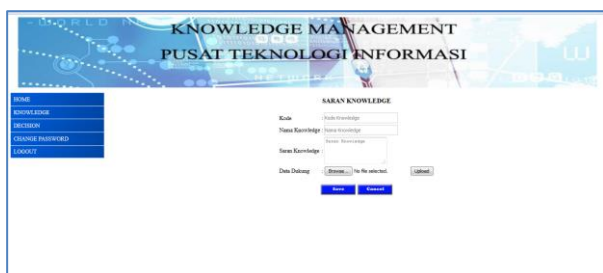 KNOWLEDGE MANAGEMENT
PUSAT TEKNOLOGI INFORMASI
HOME
KNOWLEDGE
DECISION
CHANGE PASSWORD
LOGOUT
SARAN KNOWLEDGE
Kode : Kode Knowledge
Nama Knowledge : Nama Knowledge
Saran Knowledge : Saran Knowledge
Data Dukung : Browse... No file selected. Upload
Save Cancel